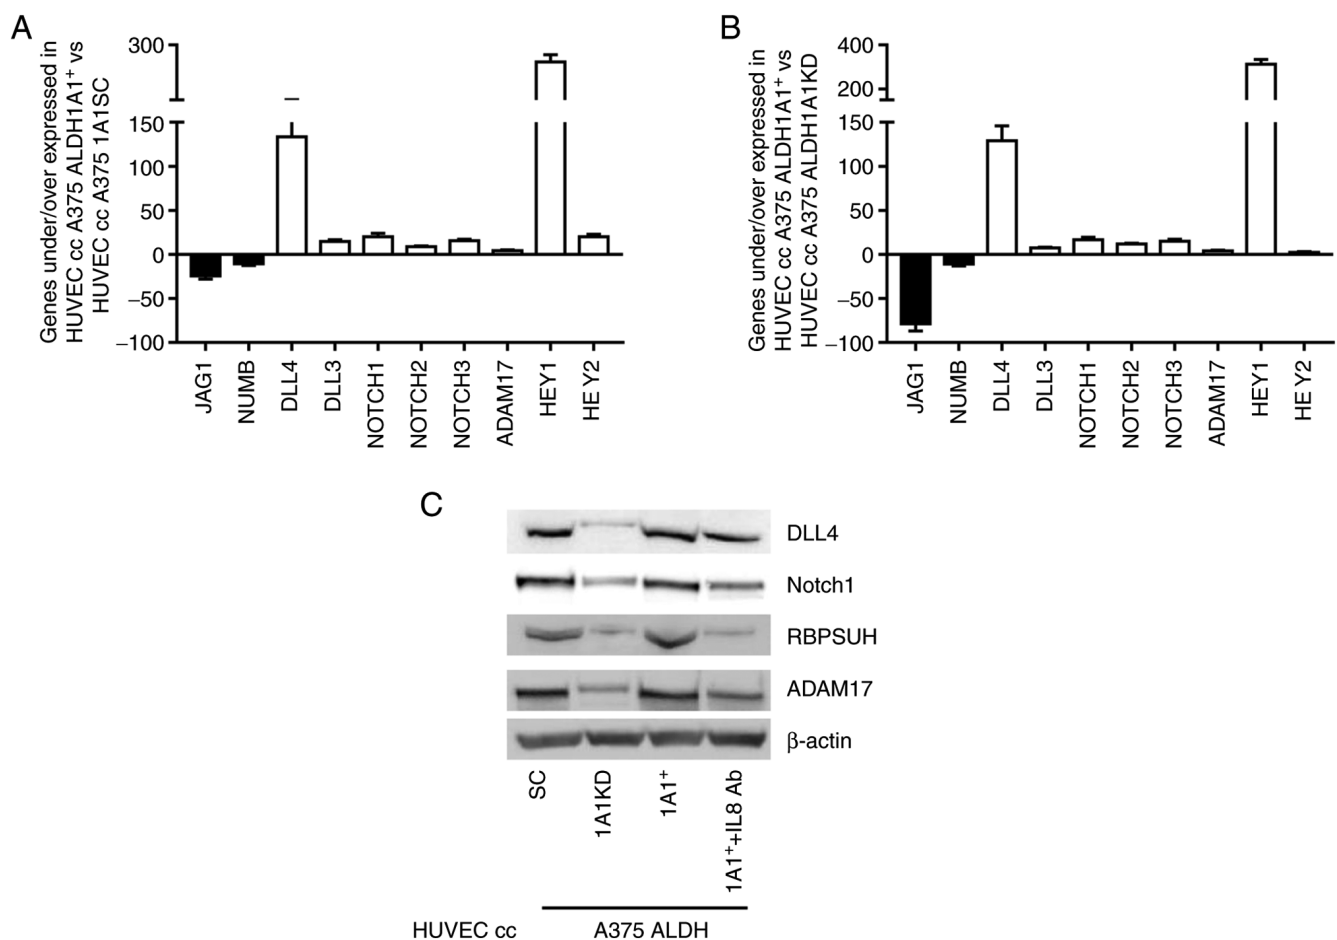 A
Genes under/over expressed in
HUVEC cc A375 ALDH1A1⁺ vs
HUVEC cc A375 1A1SC
300
150
100
50
0
−50
−100
JAG1
NUMB
DLL4
DLL3
NOTCH1
NOTCH2
NOTCH3
ADAM17
HEY1
HEY2
B
Genes under/over expressed in
HUVEC cc A375 ALDH1A1⁺ vs
HUVEC cc A375 ALDH1A1KD
400
200
150
100
50
0
−50
−100
JAG1
NUMB
DLL4
DLL3
NOTCH1
NOTCH2
NOTCH3
ADAM17
HEY1
HEY2
C
DLL4
Notch1
RBPSUH
ADAM17
β-actin
SC
1A1KD
1A1⁺
1A1⁺+IL8 Ab
HUVEC cc A375 ALDH